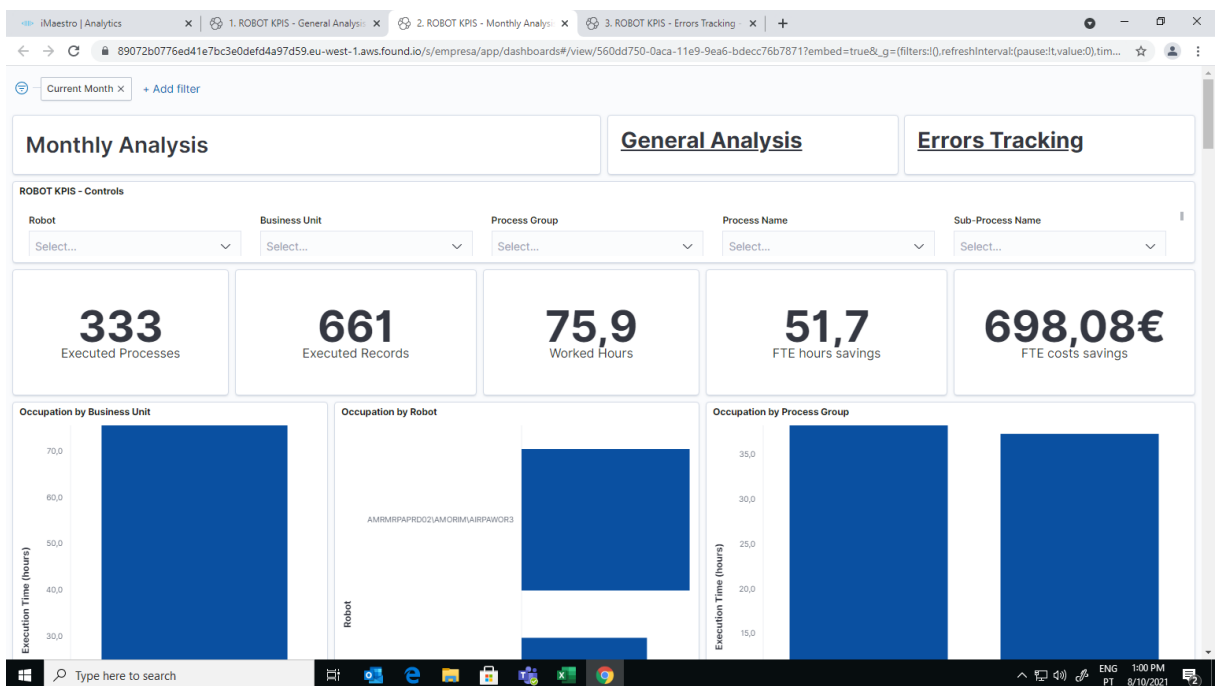 iMaestro | Analytics
1. ROBOT KPIS - General Analysis
2. ROBOT KPIS - Monthly Analysis
3. ROBOT KPIS - Errors Tracking -
89072b0776ed41e7bc3e0defd4a97d59.eu-west-1.aws.found.io/s/empresa/app/dashboards#/view/560dd750-0aca-11e9-9ea6-bdecc76b7871?embed=true&_g=(filters:!(),refreshInterval:(pause:!t,value:0),tim...
Current Month ×
+ Add filter
Monthly Analysis
General Analysis
Errors Tracking
ROBOT KPIS - Controls
Robot
Business Unit
Process Group
Process Name
Sub-Process Name
Select...
Select...
Select...
Select...
Select...
333
Executed Processes
661
Executed Records
75,9
Worked Hours
51,7
FTE hours savings
698,08€
FTE costs savings
Occupation by Business Unit
70,0
60,0
50,0
40,0
30,0
Execution Time (hours)
Occupation by Robot
AMRMRPAPRD02\AMORIM\AIRPAWOR3
Robot
Occupation by Process Group
35,0
30,0
25,0
20,0
15,0
Execution Time (hours)
Type here to search
ENG
PT
1:00 PM
8/10/2021
2